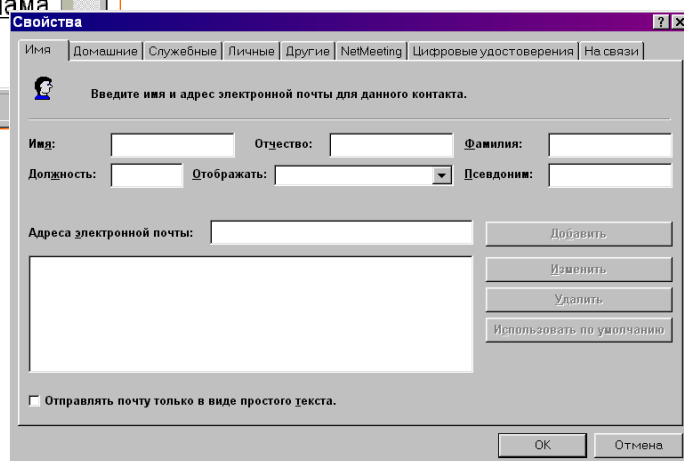 лама
Свойства
Имя Домашние Служебные Личные Другие NetMeeting Цифровые удостоверения На связи
Введите имя и адрес электронной почты для данного контакта.
Имя: Отчество: Фамилия:
Должность: Отображать: Псевдоним:
Адреса электронной почты: Добавить
Изменить
Удалить
Использовать по умолчанию
Отправлять почту только в виде простого текста.
OK Отмена